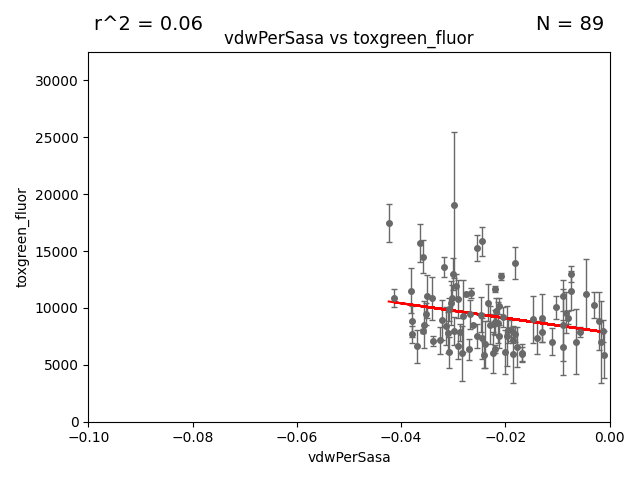 r^2 = 0.06
N = 89
vdwPerSasa vs toxgreen_fluor
30000
25000
20000
15000
10000
5000
0
toxgreen_fluor
−0.10
−0.08
−0.06
−0.04
−0.02
0.00
vdwPerSasa